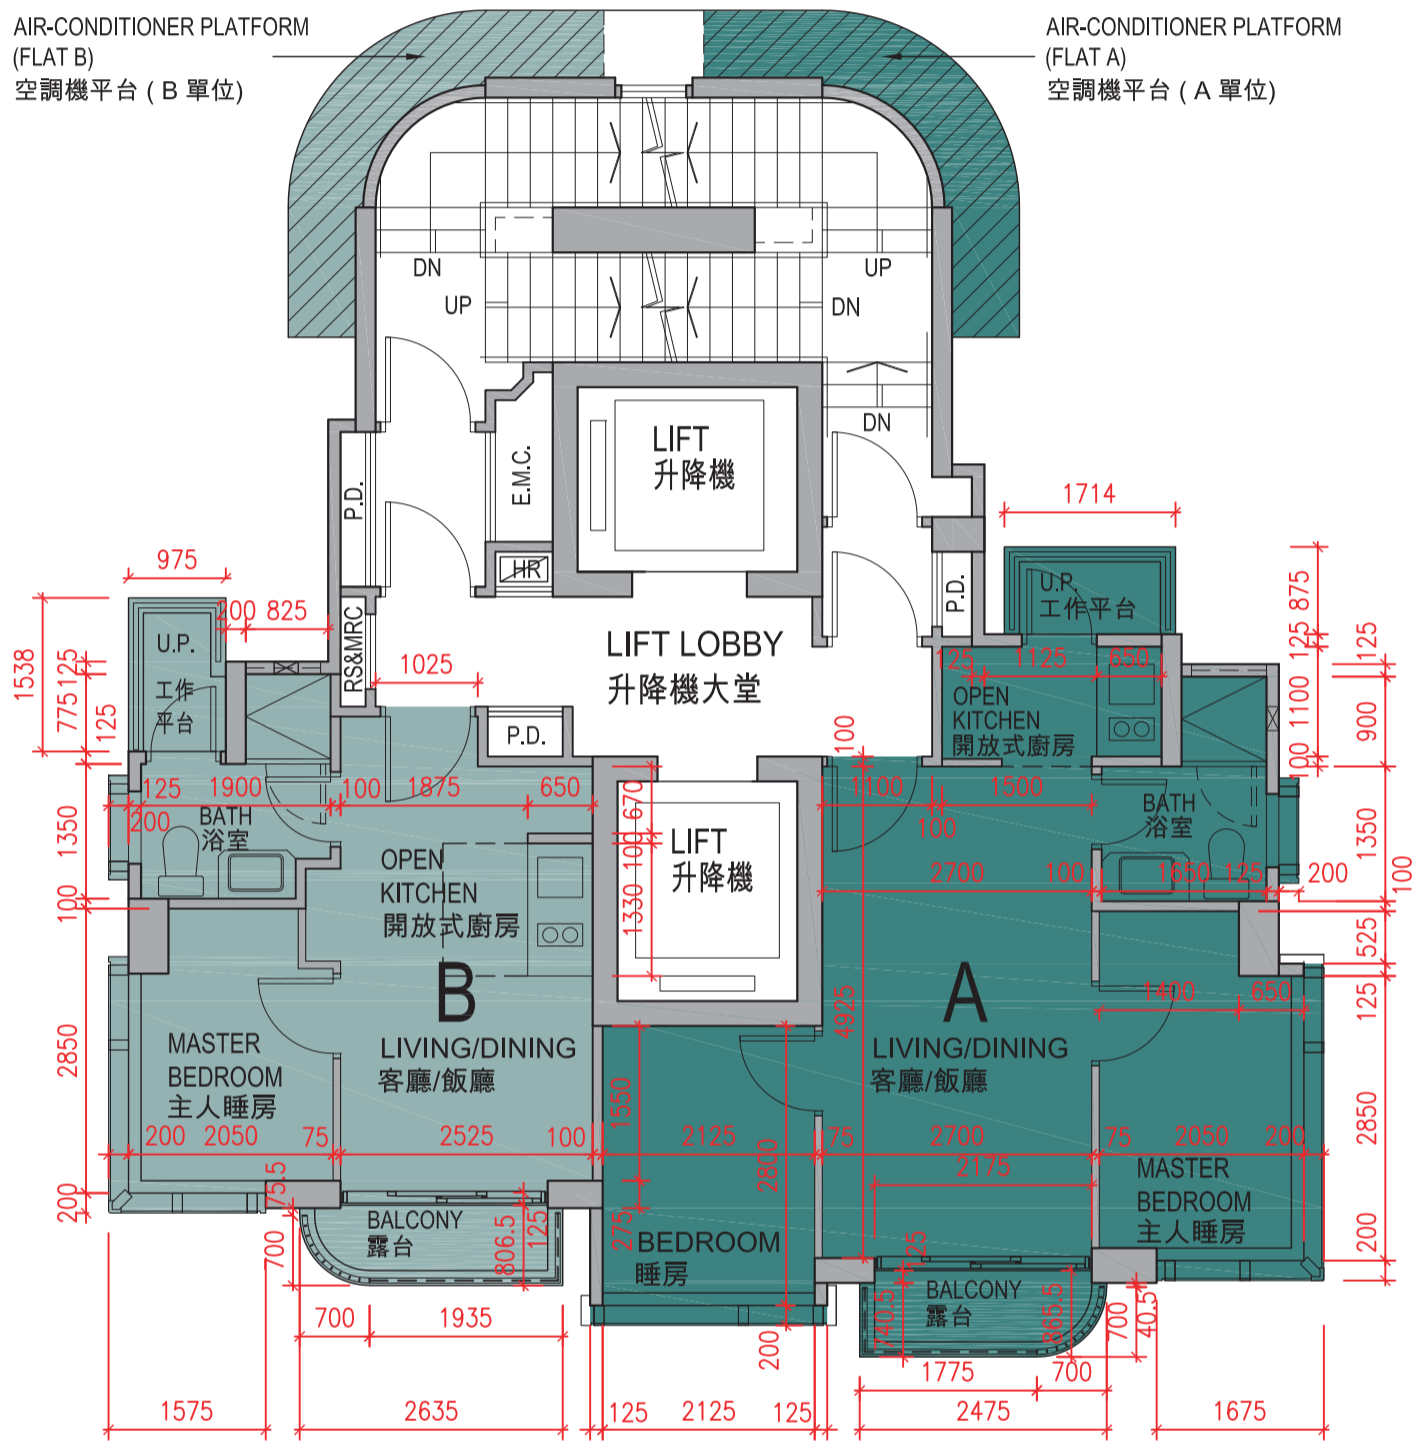 AIR-CONDITIONER PLATFORM
(FLAT B)
空調機平台 ( B 單位)
AIR-CONDITIONER PLATFORM
(FLAT A)
空調機平台 ( A 單位)
DN
UP
UP
DN
DN
LIFT
升降機
E.M.C.
P.D.
HR
RS&MRC
P.D.
P.D.
LIFT LOBBY
升降機大堂
1025
975
200
825
1538
125
775
125
U.P.
工作
平台
1714
U.P.
工作平台
875
125
1100
100
125
900
125
1125
650
OPEN
KITCHEN
開放式廚房
100
125
1900
100
1875
650
200
BATH
浴室
1350
100
OPEN
KITCHEN
開放式廚房
670
100
1330
LIFT
升降機
1100
1500
100
BATH
浴室
2700
100
1650
125
200
1350
100
525
125
B
A
1400
650
4925
MASTER
BEDROOM
主人睡房
LIVING/DINING
客廳/飯廳
LIVING/DINING
客廳/飯廳
2850
200
200
2050
75
2525
100
1550
2125
2800
75
2700
75
2050
200
2175
MASTER
BEDROOM
主人睡房
2850
200
75.5
BALCONY
露台
806.5
125
700
275
BEDROOM
睡房
125
BALCONY
露台
740.5
865.5
700
40.5
700
1935
200
1775
700
1575
2635
125
2125
125
2475
1675